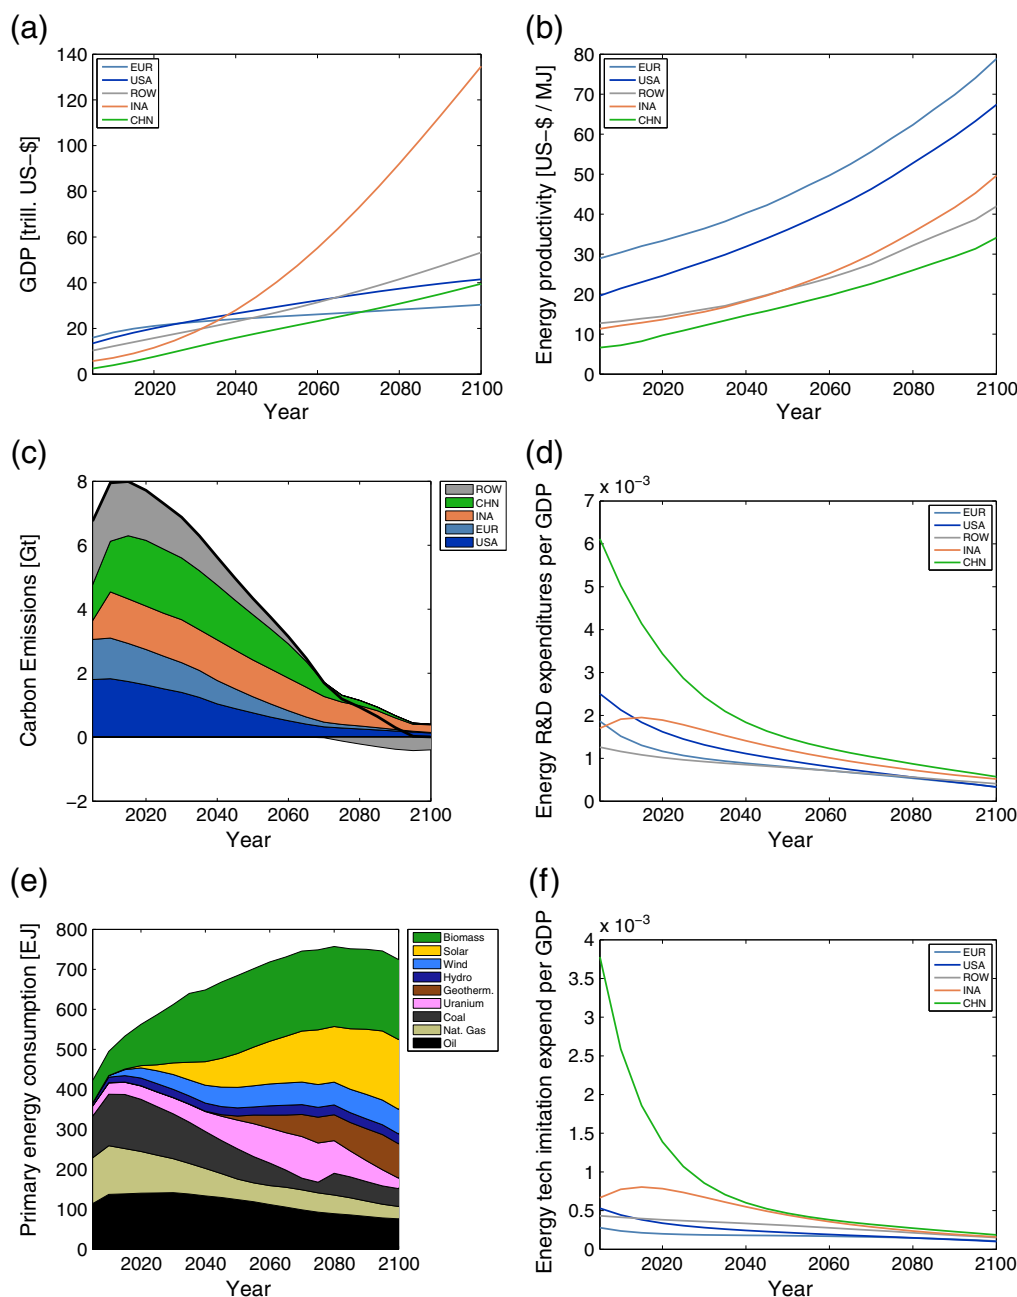 (a)
GDP [trill. US−$]
140
120
100
80
60
40
20
0
EUR
USA
ROW
INA
CHN
2020
2040
2060
2080
2100
Year
(b)
Energy productivity [US−$ / MJ]
80
70
60
50
40
30
20
10
0
EUR
USA
ROW
INA
CHN
2020
2040
2060
2080
2100
Year
(c)
Carbon Emissions [Gt]
8
6
4
2
0
−2
ROW
CHN
INA
EUR
USA
2020
2040
2060
2080
2100
Year
(d)
Energy R&D expenditures per GDP
x 10−3
7
6
5
4
3
2
1
0
EUR
USA
ROW
INA
CHN
2020
2040
2060
2080
2100
Year
(e)
Primary energy consumption [EJ]
800
700
600
500
400
300
200
100
0
Biomass
Solar
Wind
Hydro
Geotherm.
Uranium
Coal
Nat. Gas
Oil
2020
2040
2060
2080
2100
Year
(f)
Energy tech imitation expend per GDP
x 10−3
4
3.5
3
2.5
2
1.5
1
0.5
0
EUR
USA
ROW
INA
CHN
2020
2040
2060
2080
2100
Year